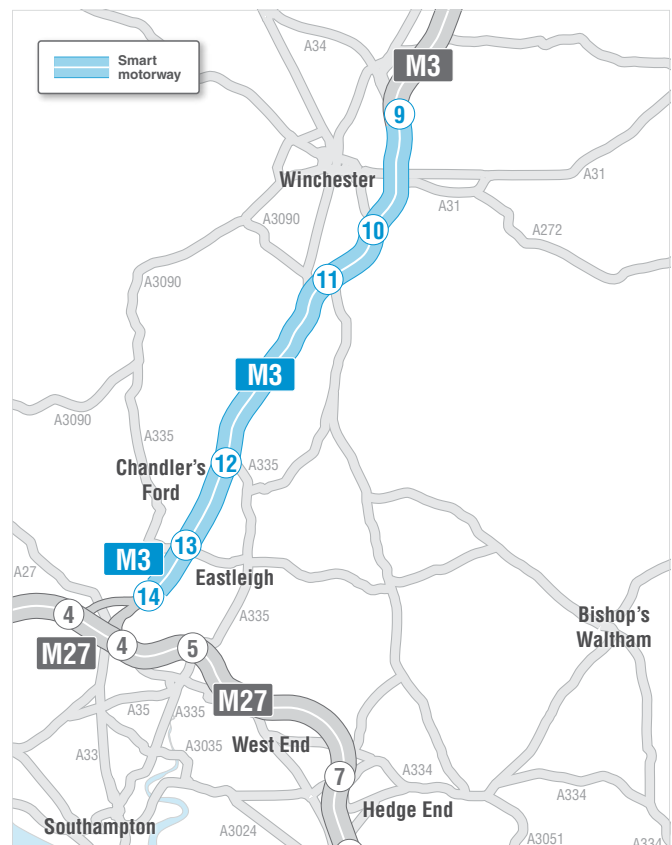 Smart
motorway
A34
M3
9
Winchester
A31
A31
A3090
10
A272
11
A3090
M3
A3090
A335
12
A335
Chandler's
Ford
M3
13
A27
Eastleigh
14
4
A335
Bishop's
Waltham
4
5
M27
M27
A35
A335
West End
A33
A3035
7
A334
A334
Hedge End
Southampton
A3024
A3051
A334